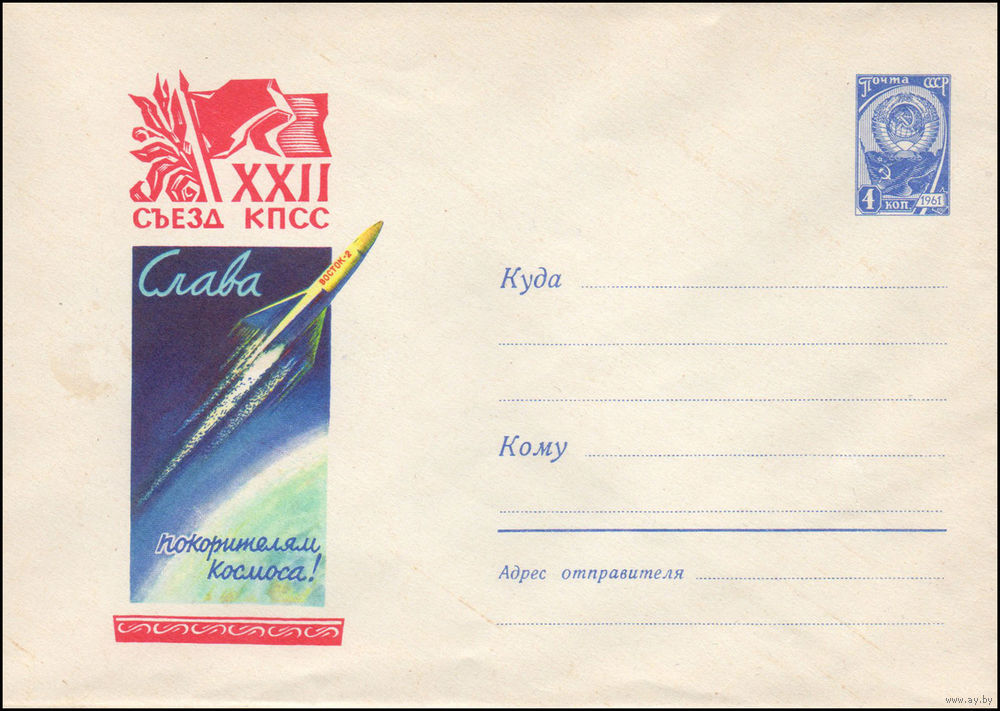 XXII
СЪЕЗД КПСС
Слава
ВОСТОК-2
покорителям
космоса!
Почта СССР
4 КОП 1961
Куда
Кому
Адрес отправителя
www.ay.by